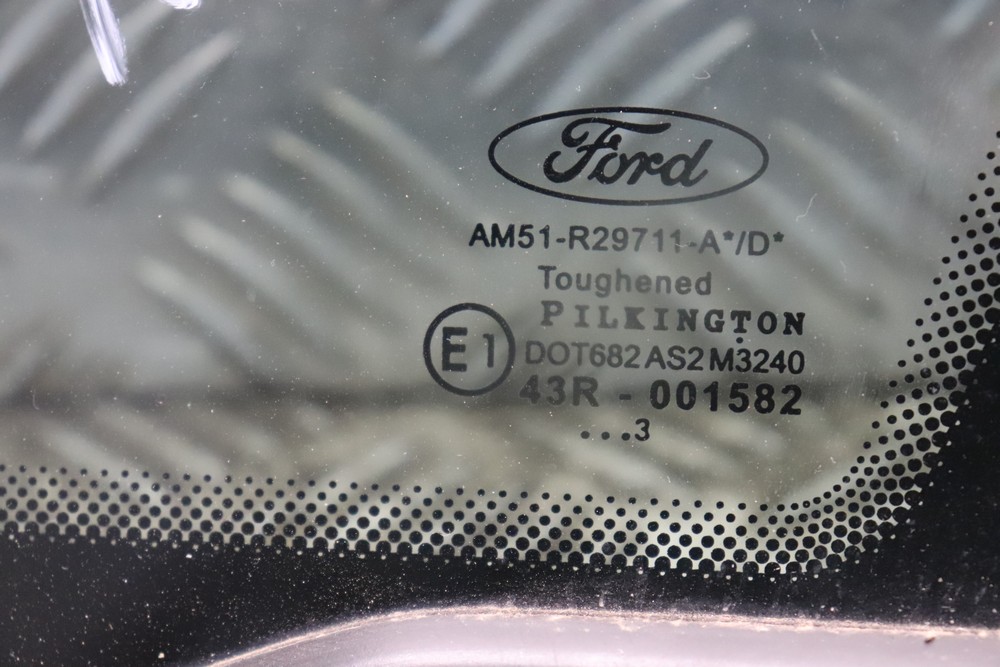 Ford
AM51-R29711-A*/D*
Toughened
PILKINGTON
E1 DOT682 AS2 M3240
43R - 001582
...3